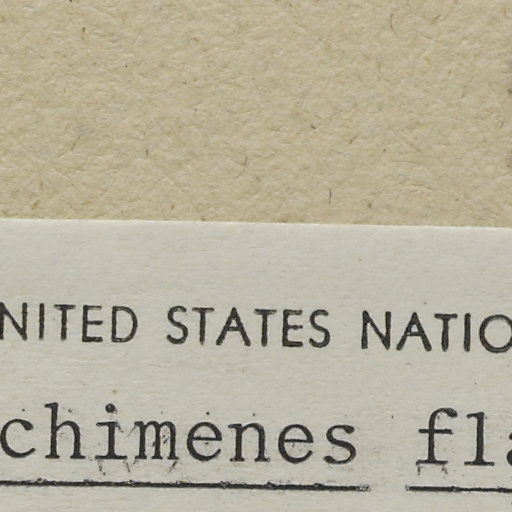 NITED STATES NATIO
chimenes fla